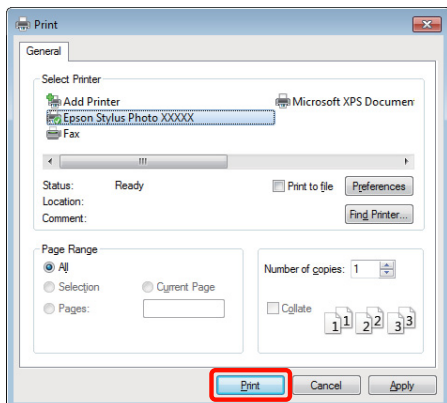 Print
General
Select Printer
Add Printer
Microsoft XPS Documen
Epson Stylus Photo XXXXX
Fax
Status: Ready
Print to file
Preferences
Location:
Comment:
Find Printer...
Page Range
All
Number of copies: 1
Selection
Current Page
Pages:
Collate
1 1 2 2 3 3
Print
Cancel
Apply